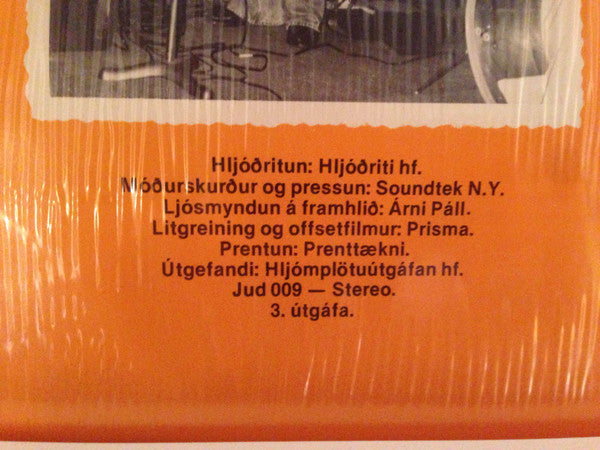 Hljóðritun: Hljóðriti hf.
Móðurskurður og pressun: Soundtek N.Y.
Ljósmyndun á framhlið: Árni Páll.
Litgreining og offsetfilmur: Prisma.
Prentun: Prenttækni.
Útgefandi: Hljómplötuútgáfan hf.
Jud 009 — Stereo.
3. útgáfa.